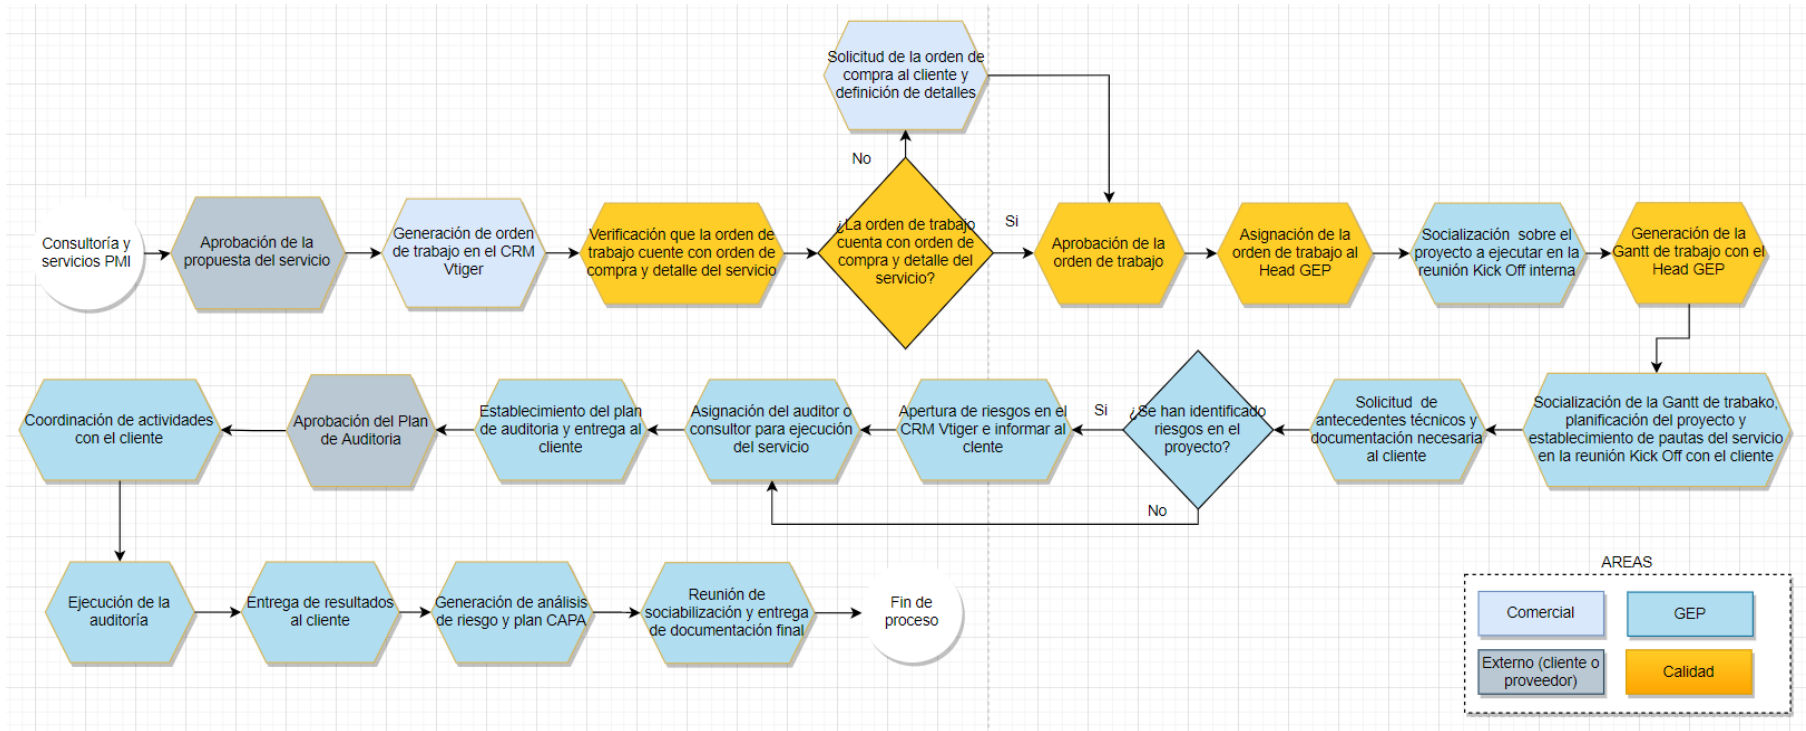 Solicitud de la orden de
compra al cliente y
definición de detalles
No
Consultoría y
servicios PMI
Aprobación de la
propuesta del servicio
Generación de orden
de trabajo en el CRM
Vtiger
Verificación que la orden de
trabajo cuente con orden de
compra y detalle del servicio
¿La orden de trabajo
cuenta con orden de
compra y detalle del
servicio?
Si
Aprobación de la
orden de trabajo
Asignación de la
orden de trabajo al
Head GEP
Socialización sobre el
proyecto a ejecutar en la
reunión Kick Off interna
Generación de la
Gantt de trabajo con el
Head GEP
Socialización de la Gantt de trabako,
planificación del proyecto y
establecimiento de pautas del servicio
en la reunión Kick Off con el cliente
Solicitud de
antecedentes técnicos y
documentación necesaria
al cliente
¿Se han identificado
riesgos en el
proyecto?
Si
No
Apertura de riesgos en el
CRM Vtiger e informar al
clente
Asignación del auditor o
consultor para ejecución
del servicio
Establecimiento del plan
de auditoria y entrega al
cliente
Aprobación del Plan
de Auditoria
Coordinación de actividades
con el cliente
Ejecución de la
auditoría
Entrega de resultados
al cliente
Generación de análisis
de riesgo y plan CAPA
Reunión de
sociabilización y entrega
de documentación final
Fin de
proceso
AREAS
Comercial
GEP
Externo (cliente o
proveedor)
Calidad